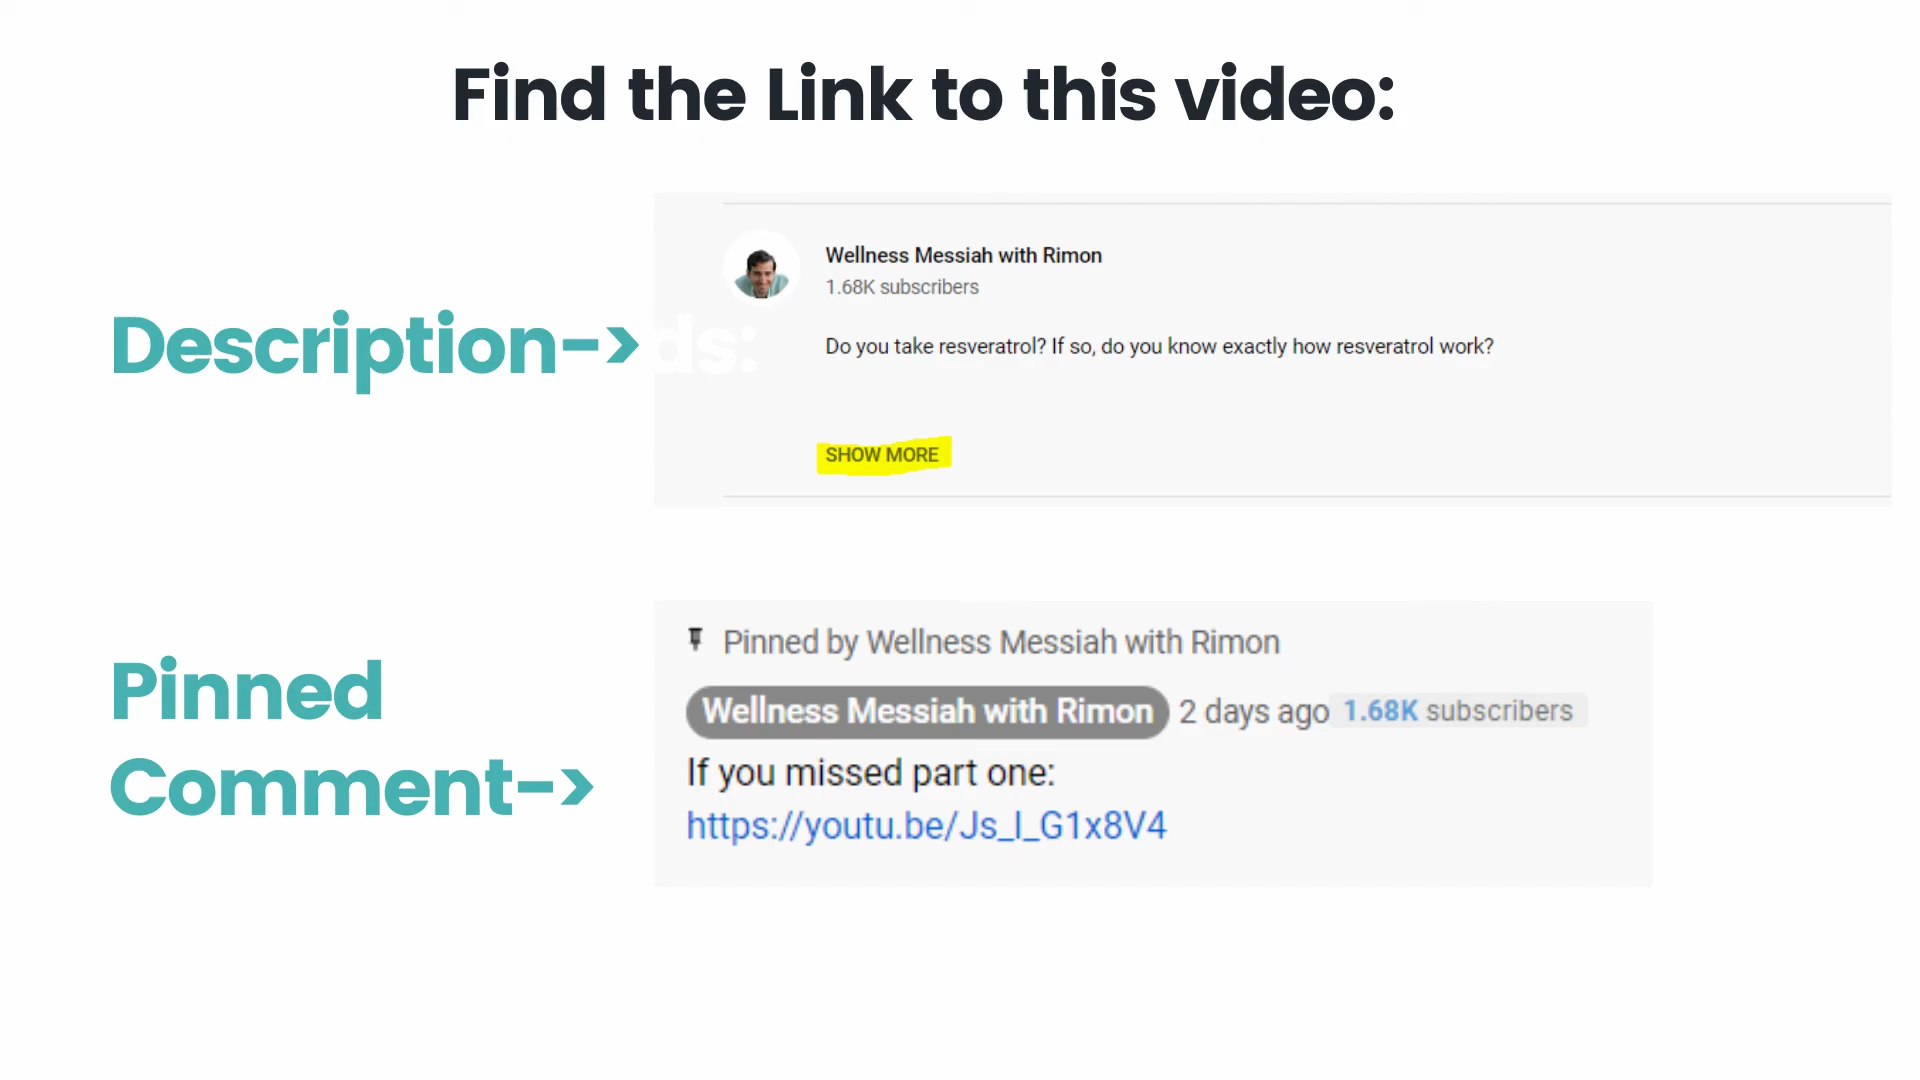 Find the Link to this video:
Wellness Messiah with Rimon
1.68K subscribers
Description->
ds:
Do you take resveratrol? If so, do you know exactly how resveratrol work?
SHOW MORE
Pinned by Wellness Messiah with Rimon
Pinned
Comment->
Wellness Messiah with Rimon 2 days ago 1.68K subscribers
If you missed part one:
https://youtu.be/Js_I_G1x8V4